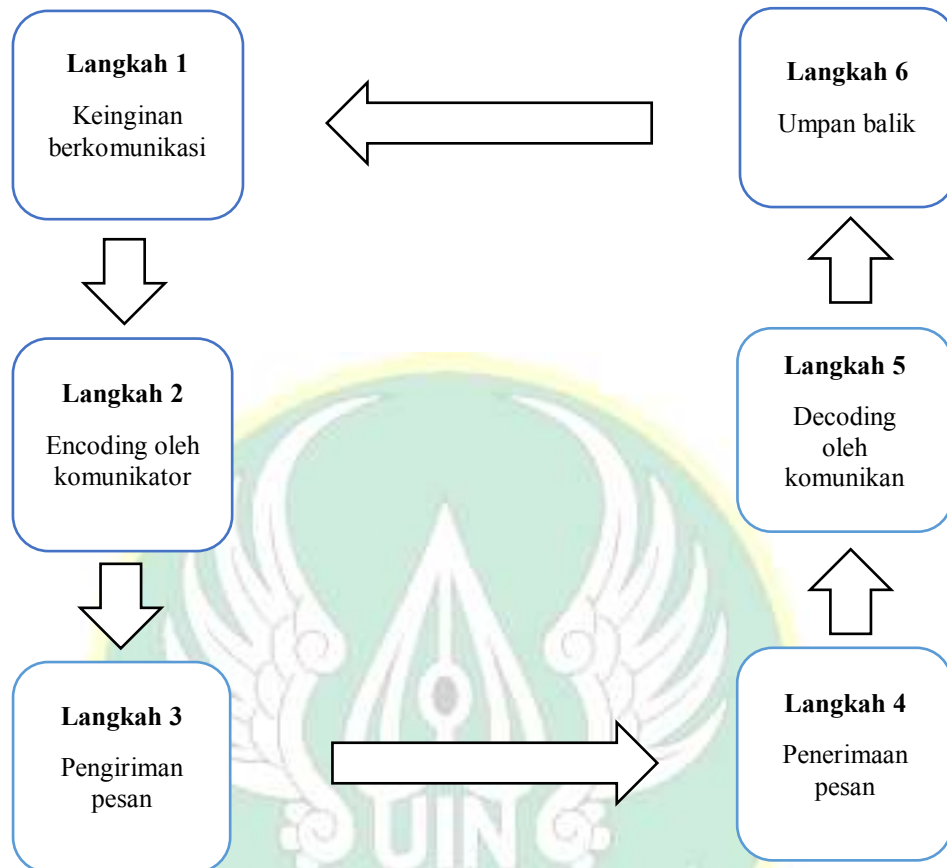 Langkah 1
Keinginan
berkomunikasi
Langkah 2
Encoding oleh
komunikator
Langkah 3
Pengiriman
pesan
Langkah 4
Penerimaan
pesan
Langkah 5
Decoding
oleh
komunikan
Langkah 6
Umpan balik
UIN